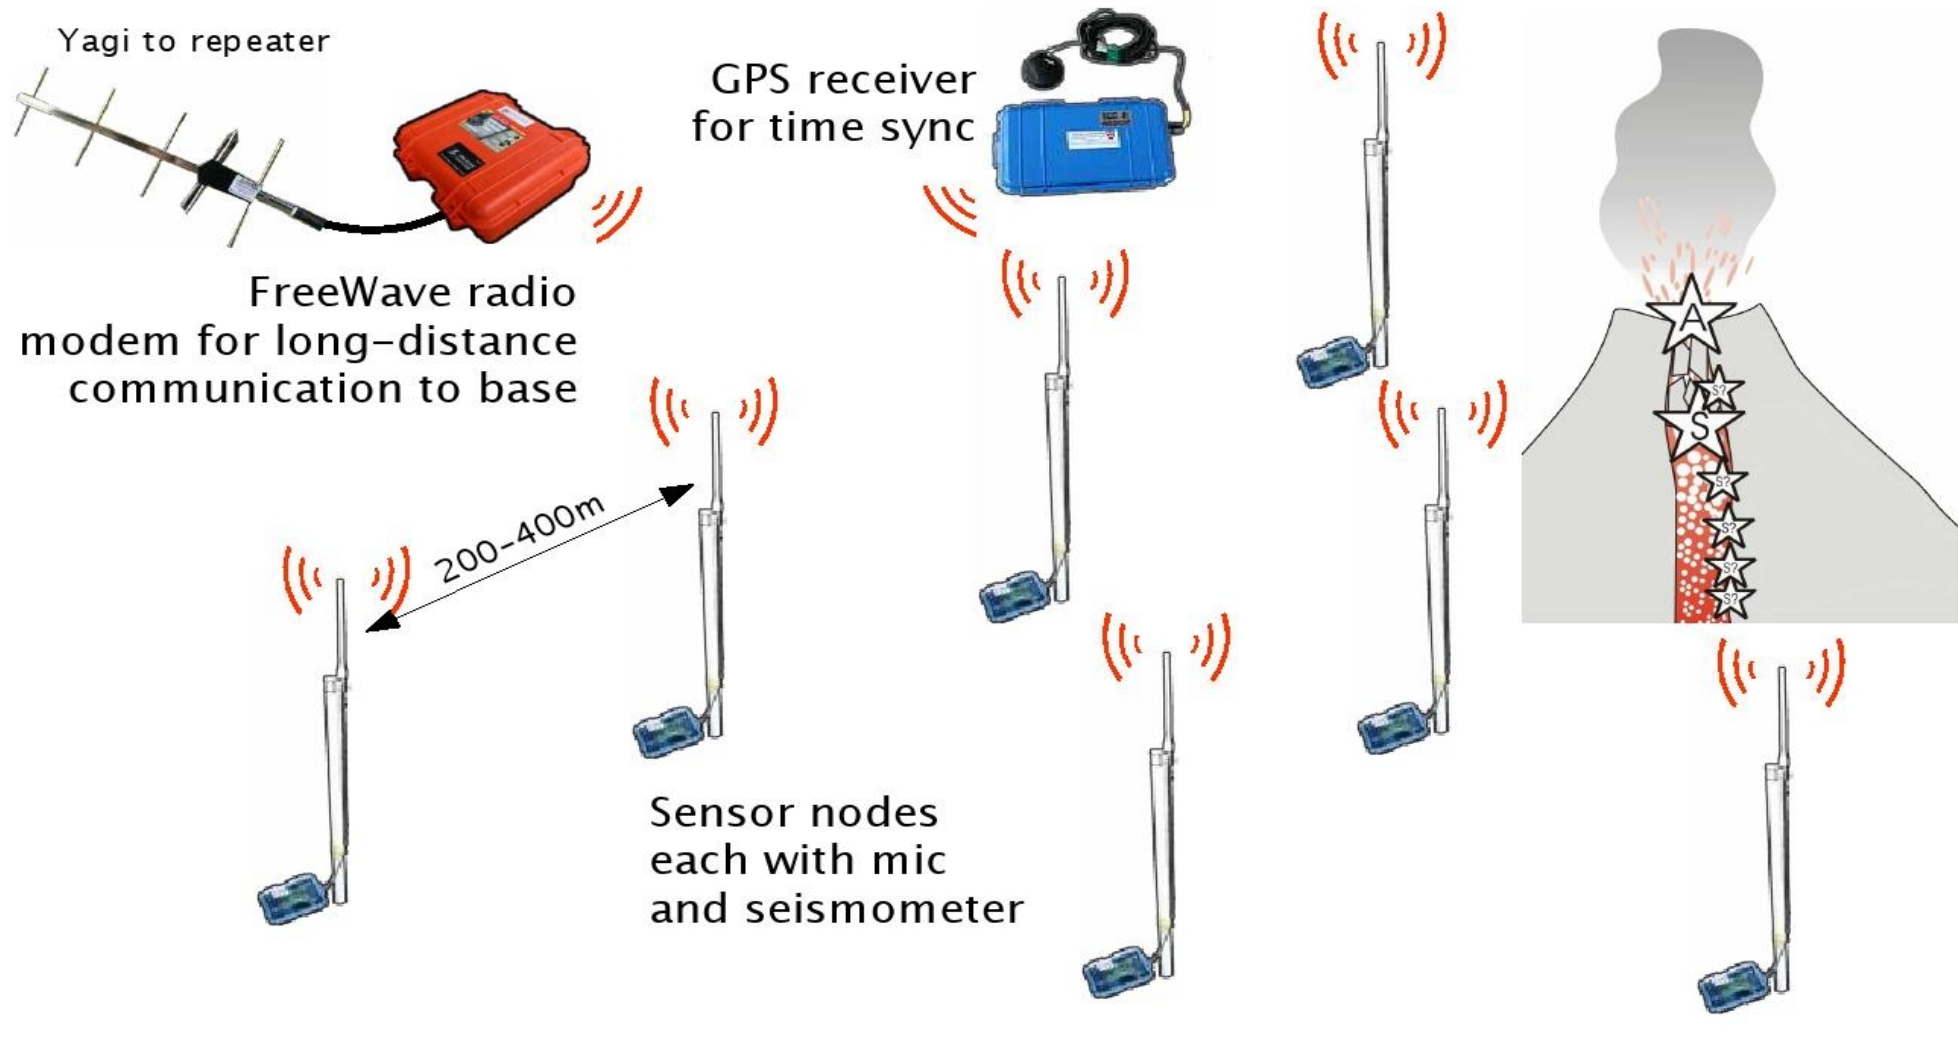 Yagi to repeater
GPS receiver
for time sync
FreeWave radio
modem for long-distance
communication to base
200-400m
Sensor nodes
each with mic
and seismometer
A
S?
S
S?
S?
S?
S?